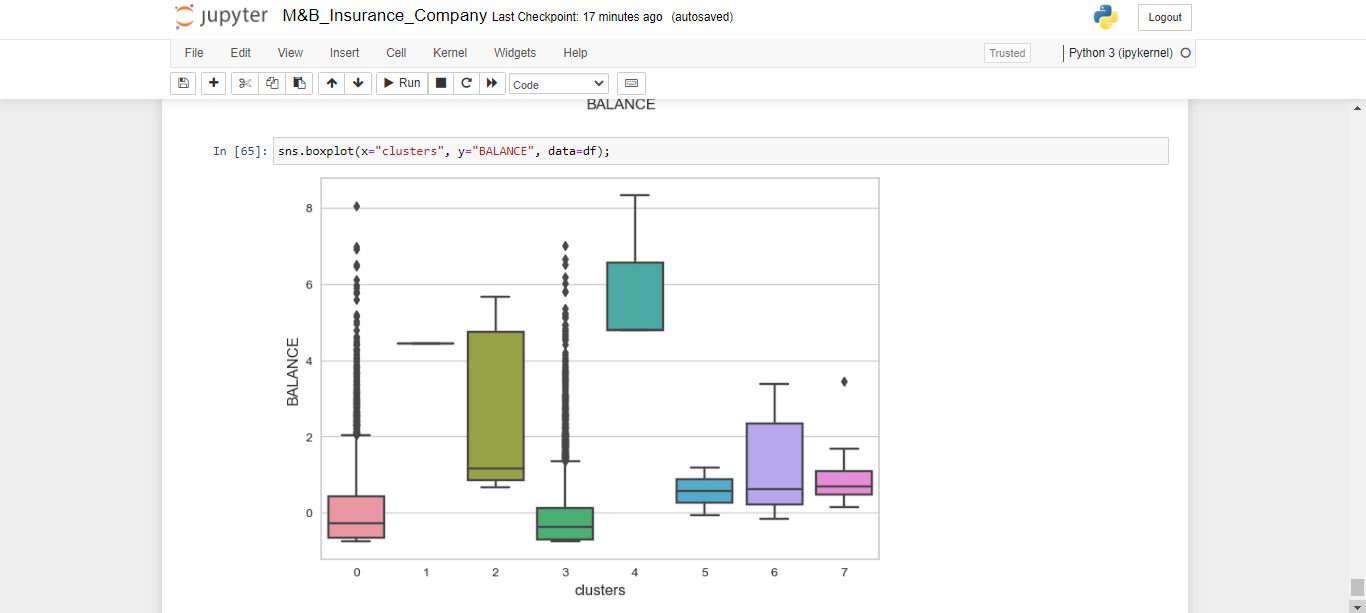 jupyter M&B_Insurance_Company Last Checkpoint: 17 minutes ago (autosaved) Logout
File Edit View Insert Cell Kernel Widgets Help Trusted Python 3 (ipykernel)
Run Code
BALANCE
In [65]: sns.boxplot(x="clusters", y="BALANCE", data=df);
8
6
4
2
0
BALANCE
0 1 2 3 4 5 6 7
clusters